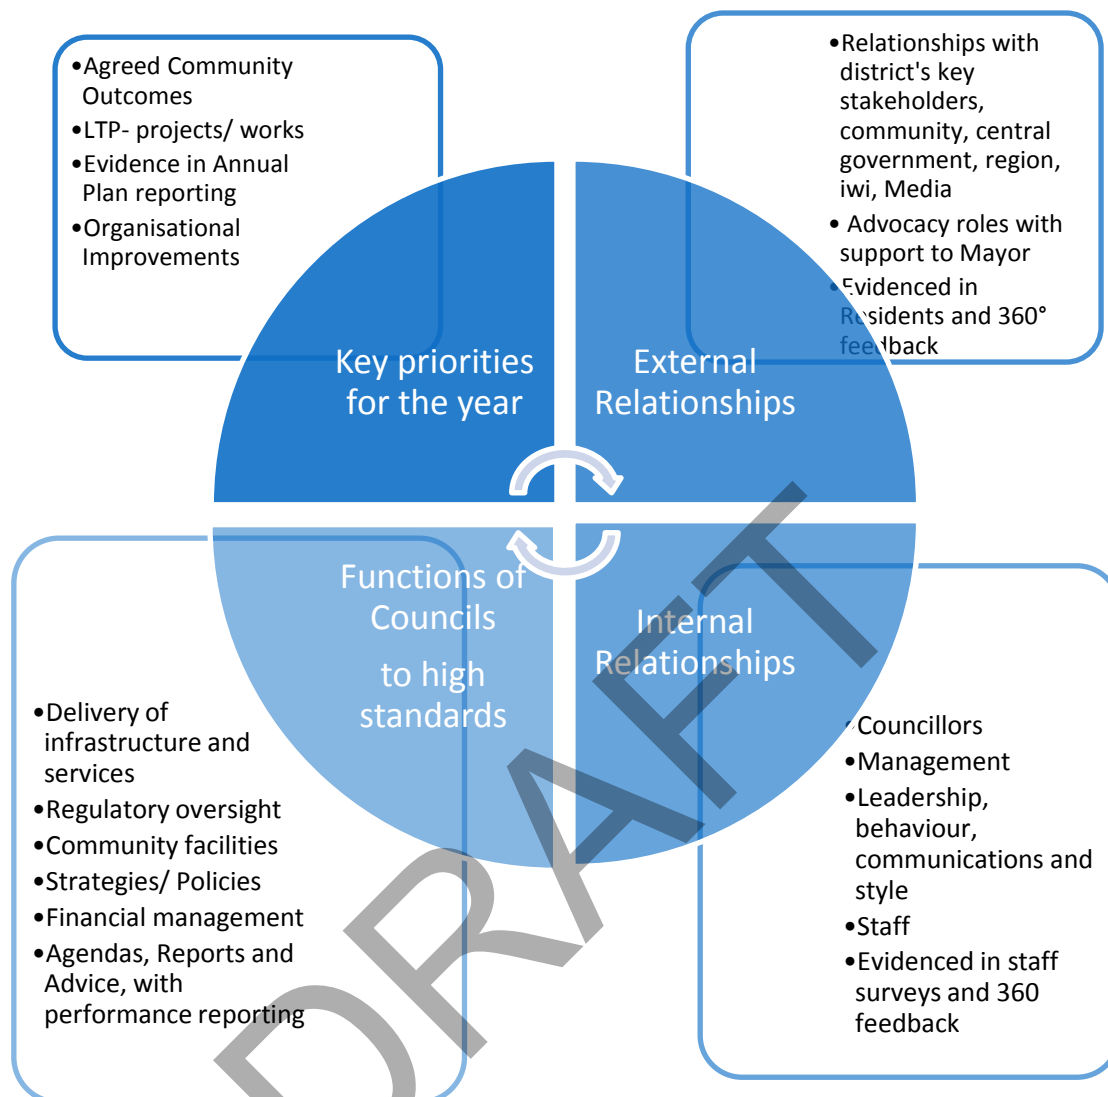 •Agreed Community
Outcomes
•LTP- projects/ works
•Evidence in Annual
Plan reporting
•Organisational
Improvements
•Relationships with
district's key
stakeholders,
community, central
government, region,
iwi, Media
• Advocacy roles with
support to Mayor
•Evidenced in
Residents and 360°
feedback
Key priorities
for the year
External
Relationships
Functions of
Councils
to high
standards
Internal
Relationships
•Delivery of
infrastructure and
services
•Regulatory oversight
•Community facilities
•Strategies/ Policies
•Financial management
•Agendas, Reports and
Advice, with
performance reporting
•Councillors
•Management
•Leadership,
behaviour,
communications and
style
•Staff
•Evidenced in staff
surveys and 360
feedback
DRAFT